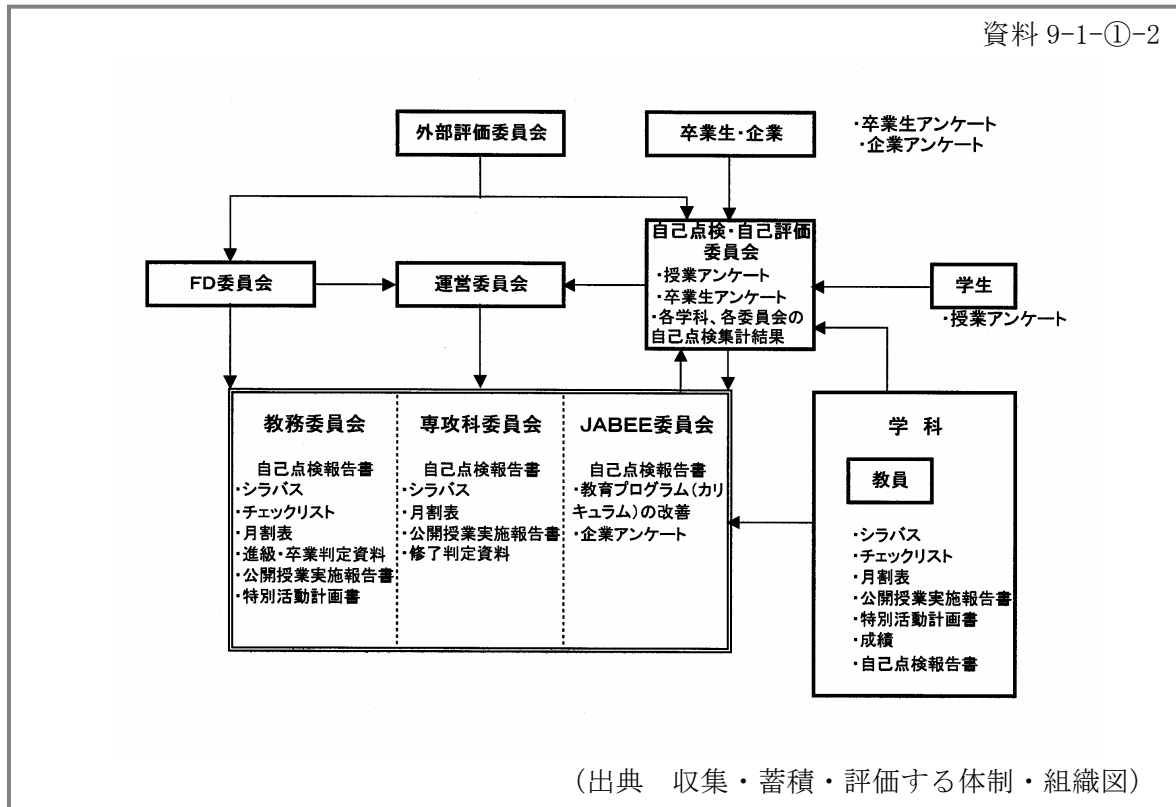 資料 9-1-①-2
外部評価委員会
卒業生・企業
・卒業生アンケート
・企業アンケート
自己点検・自己評価
委員会
・授業アンケート
・卒業生アンケート
・各学科、各委員会の
自己点検集計結果
FD委員会
運営委員会
学生
・授業アンケート
教務委員会
自己点検報告書
・シラバス
・チェックリスト
・月割表
・進級・卒業判定資料
・公開授業実施報告書
・特別活動計画書
専攻科委員会
自己点検報告書
・シラバス
・月割表
・公開授業実施報告書
・修了判定資料
JABEE委員会
自己点検報告書
・教育プログラム(カリ
キュラム)の改善
・企業アンケート
学 科
教員
・シラバス
・チェックリスト
・月割表
・公開授業実施報告書
・特別活動計画書
・成績
・自己点検報告書
(出典 収集・蓄積・評価する体制・組織図)